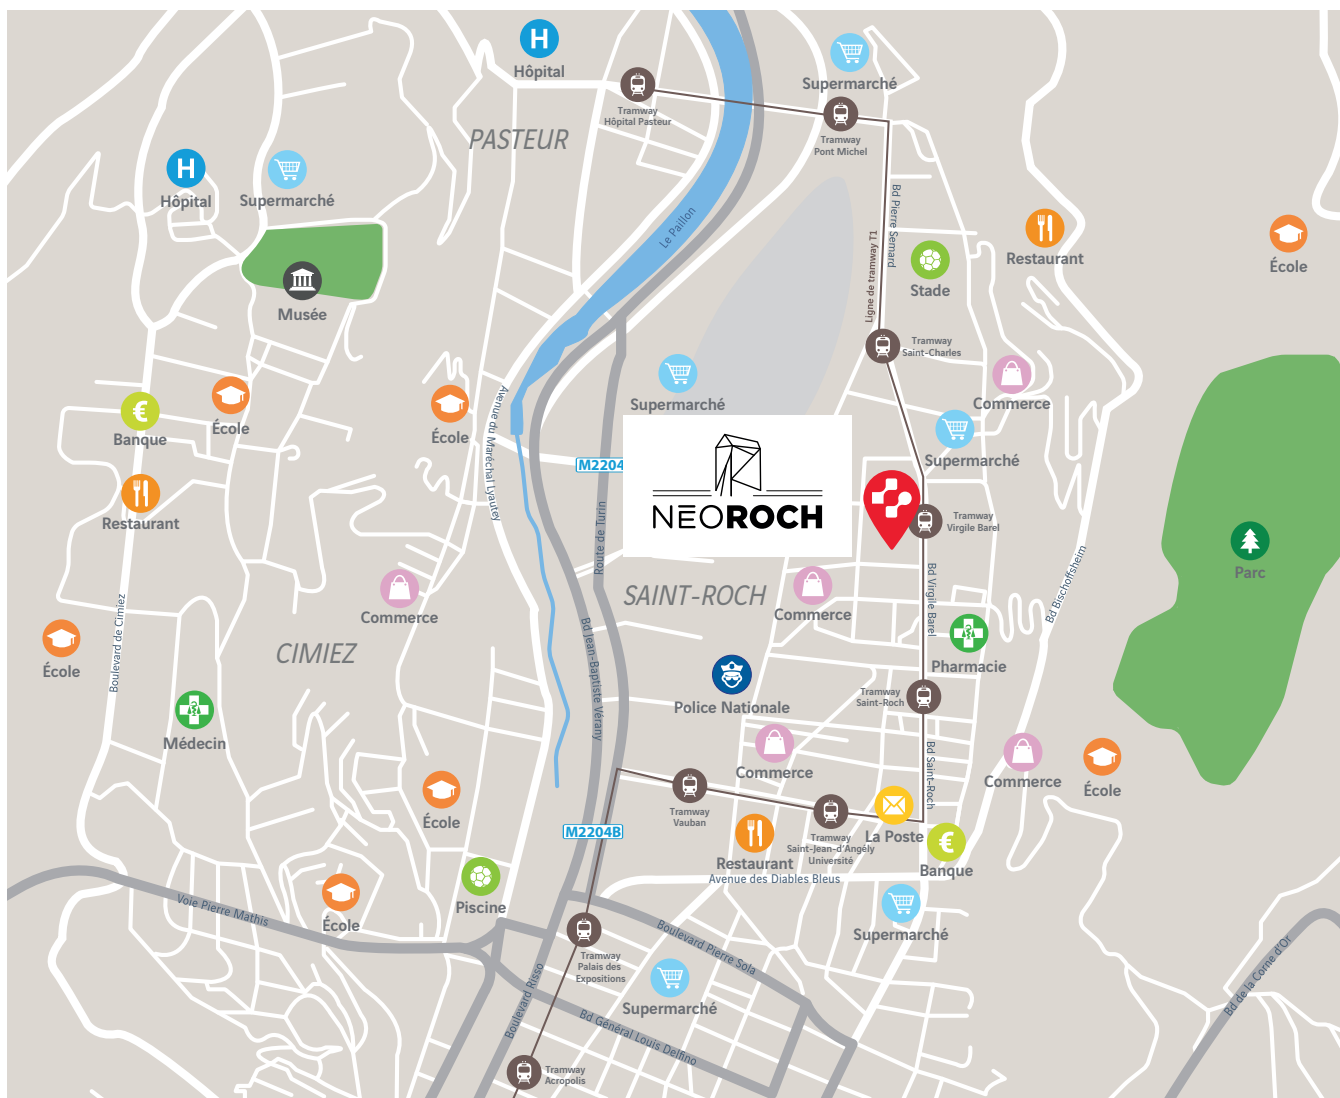 H
Hôpital
Tramway
Hôpital Pasteur
Supermarché
Tramway
Pont Michel
PASTEUR
H
Hôpital
Supermarché
Musée
Le Paillon
Bd Pierre Semard
Ligne de tramway T1
Stade
Restaurant
École
Tramway
Saint-Charles
Commerce
Supermarché
Supermarché
€
Banque
École
École
Avenue du Maréchal Lyautey
M2204
Route de Turin
NEOROCH
Restaurant
Tramway
Virgile Barel
Parc
Bd Bischoffsheim
Bd Virgile Barel
SAINT-ROCH
Commerce
Commerce
Boulevard de Cimiez
École
CIMIEZ
Bd Jean-Baptiste Vérany
Pharmacie
Police Nationale
Tramway
Saint-Roch
Médecin
Commerce
Bd Saint-Roch
Commerce
École
École
Tramway
Vauban
M2204B
Restaurant
Tramway
Saint-Jean-d'Angély
Université
La Poste
€
Banque
Avenue des Diables Bleus
Voie Pierre Mathis
École
Piscine
Supermarché
Boulevard Pierre Sola
Tramway
Palais des
Expositions
Boulevard Risso
Supermarché
Bd Général Louis Delfino
Bd de la Corne d'Or
Tramway
Acropolis